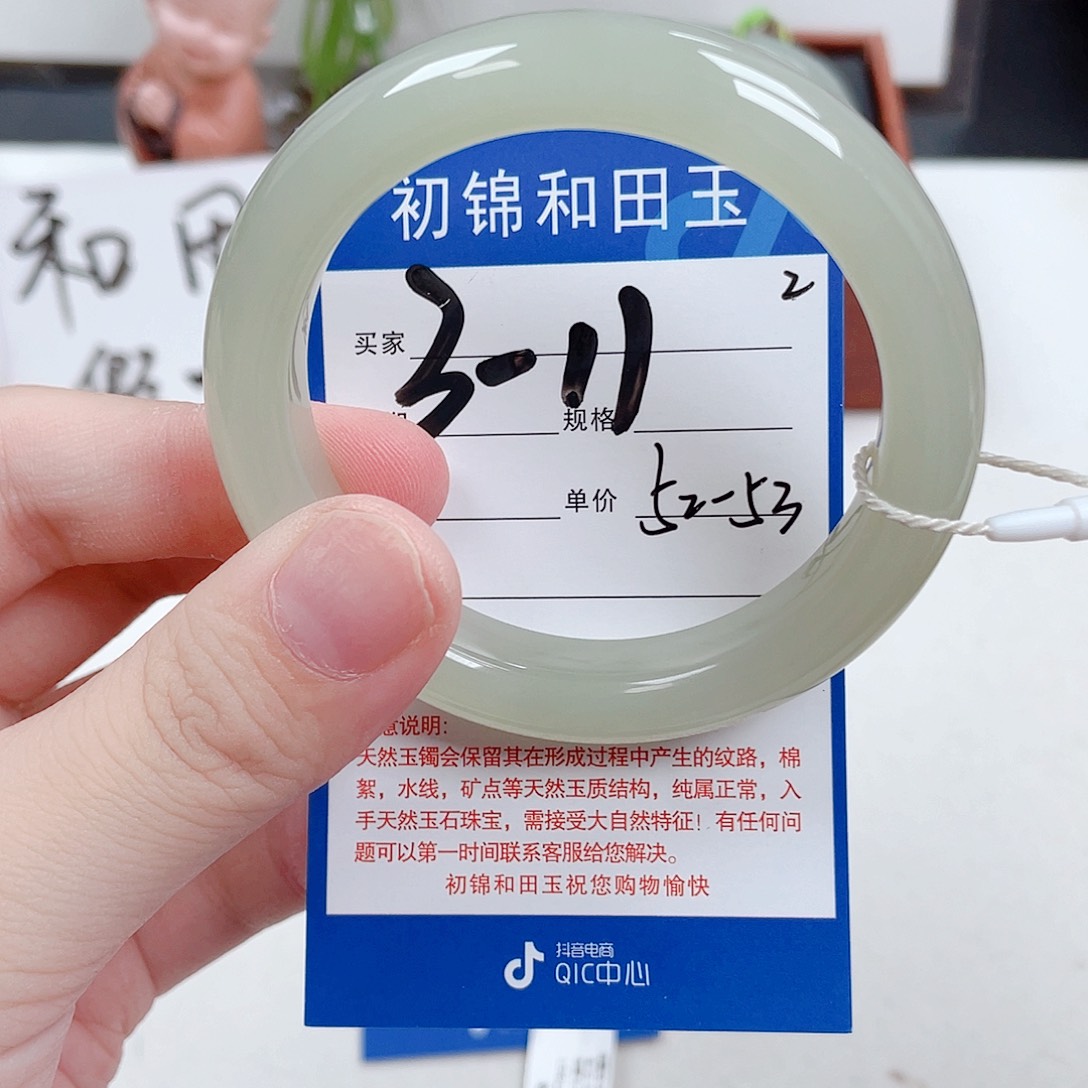 初锦和田玉
2
买家
3-11
规格
单价 52-53
意说明:
天然玉镯会保留其在形成过程中产生的纹路，棉
絮，水线，矿点等天然玉质结构，纯属正常，入
手天然玉石珠宝，需接受大自然特征！有任何问
题可以第一时间联系客服给您解决。
初锦和田玉祝您购物愉快
抖音电商
QIC中心
和田
假